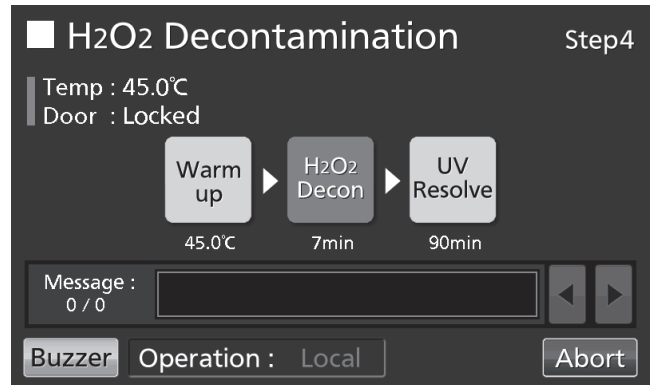 H2O2 Decontamination Step4
Temp : 45.0℃
Door : Locked
Warm up
H2O2 Decon
UV Resolve
45.0℃ 7min 90min
Message :
0 / 0
Buzzer Operation : Local Abort